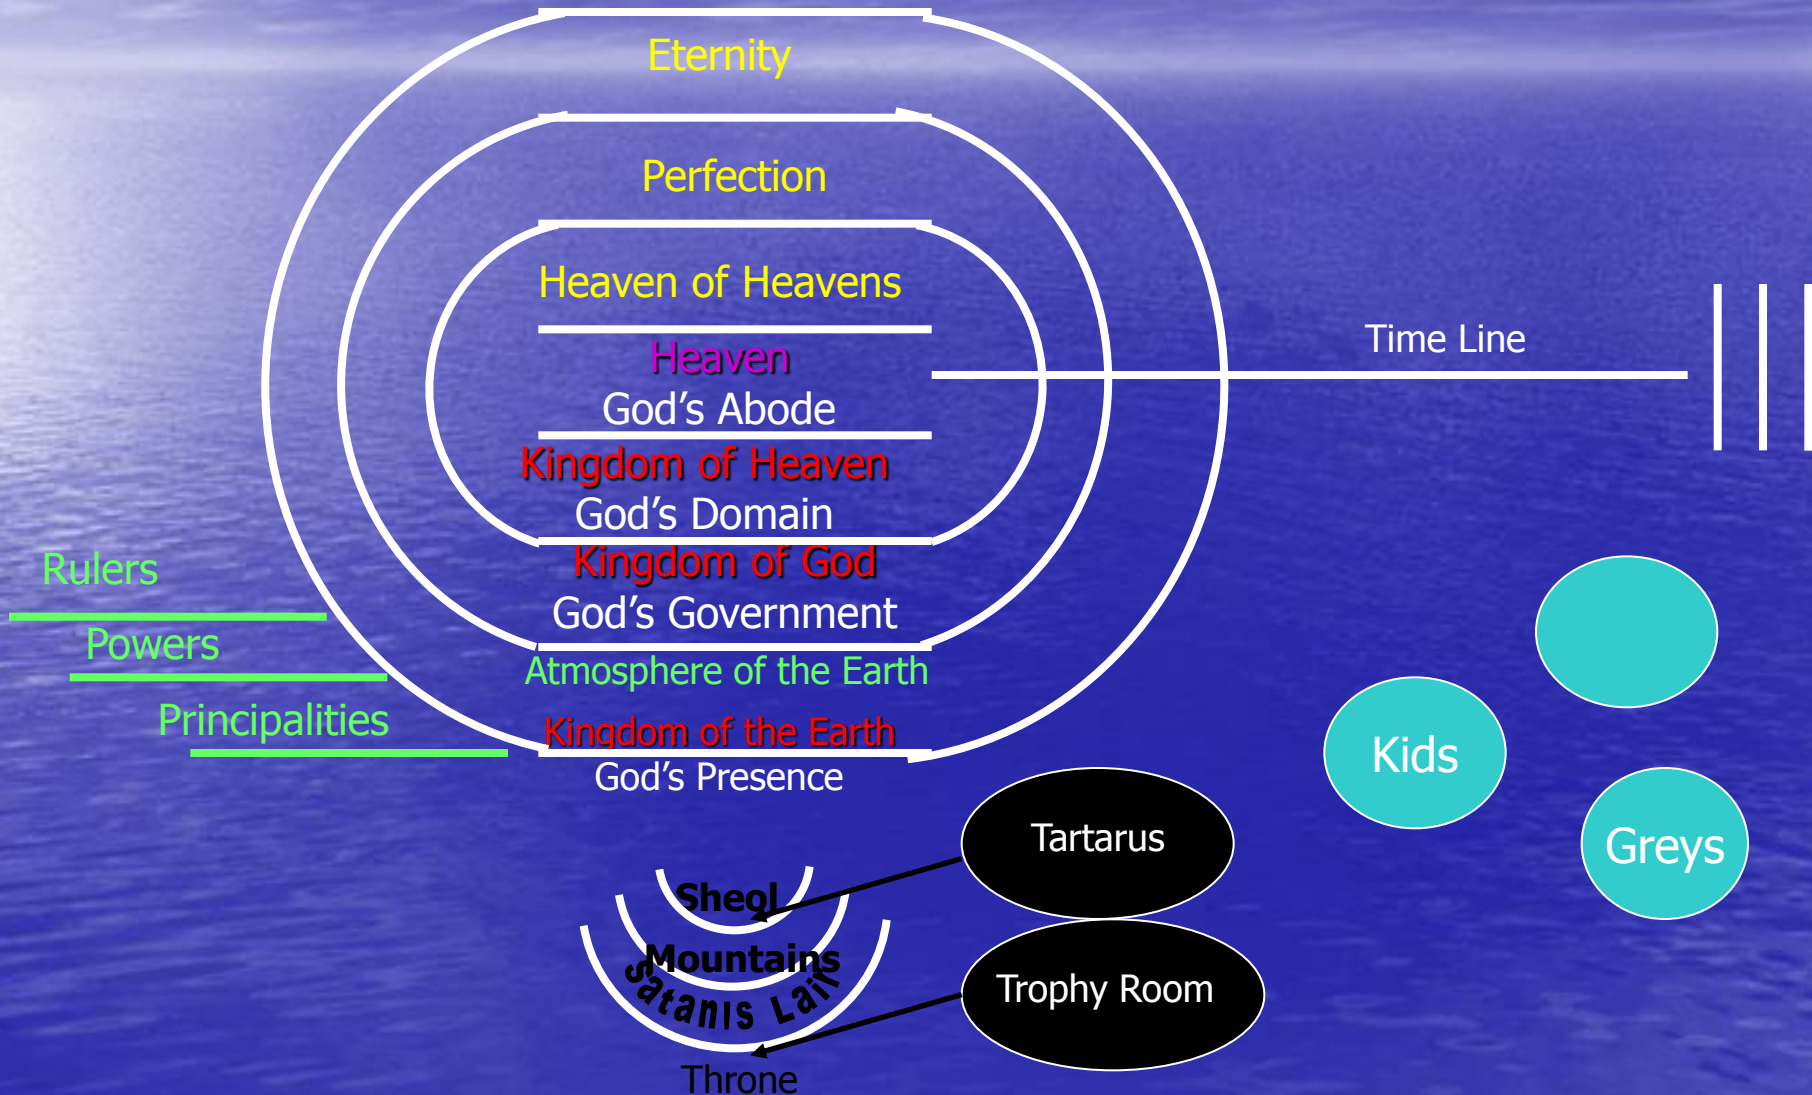 Eternity
Perfection
Heaven of Heavens
Heaven
God’s Abode
Kingdom of Heaven
God’s Domain
Kingdom of God
God’s Government
Atmosphere of the Earth
Kingdom of the Earth
God’s Presence
Time Line
Rulers
Powers
Principalities
Kids
Greys
Tartarus
Trophy Room
Sheol
Mountains
Satanis Lair
Throne